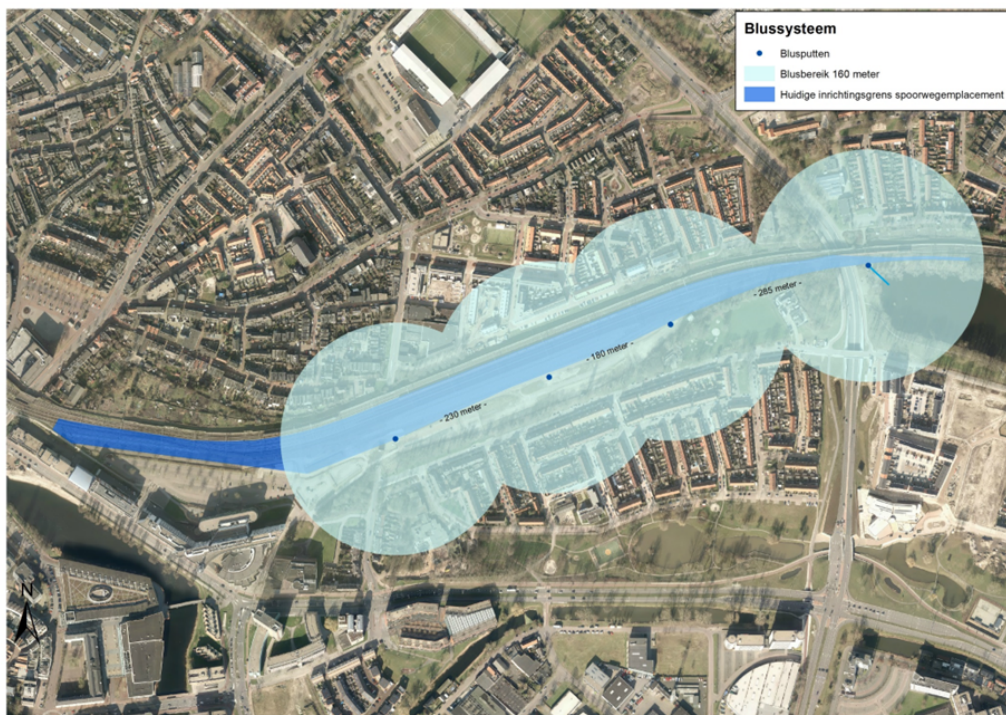 Blussysteem
Blusputten
Blusbereik 160 meter
Huidige inrichtingsgrens spoorwegemplacement
- 285 meter -
- 180 meter -
- 230 meter -
N